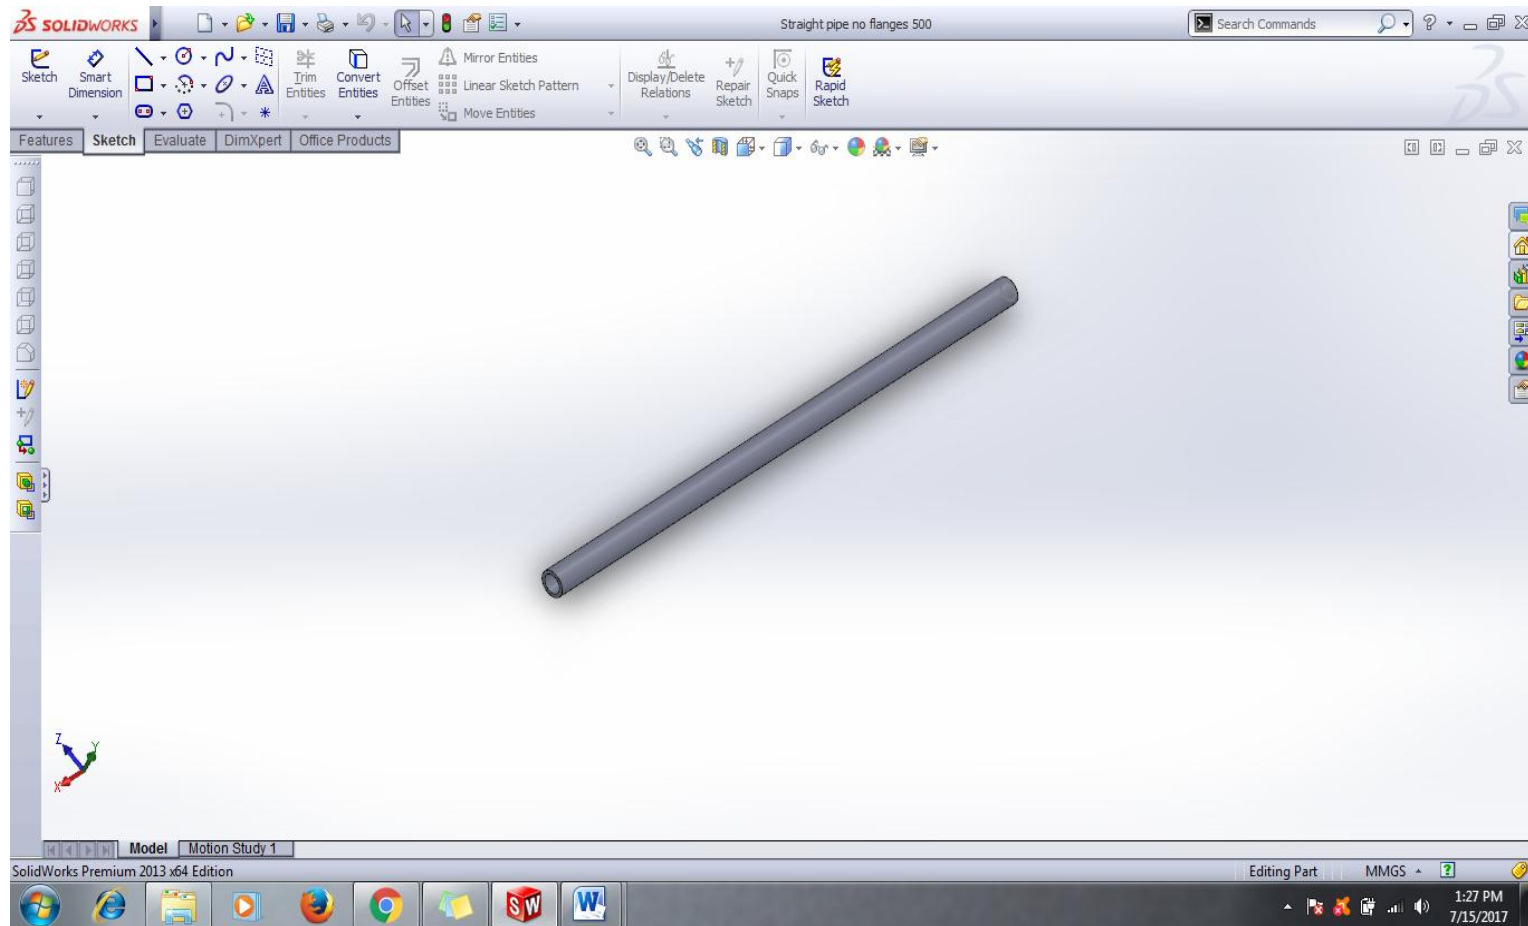 SOLIDWORKS
Straight pipe no flanges 500
Search Commands
Sketch
Smart Dimension
Trim Entities
Convert Entities
Offset Entities
Mirror Entities
Linear Sketch Pattern
Move Entities
Display/Delete Relations
Repair Sketch
Quick Snaps
Rapid Sketch
Features Sketch Evaluate DimXpert Office Products
Z
Y
X
Model Motion Study 1
SolidWorks Premium 2013 x64 Edition
Editing Part
MMGS
SW
W
1:27 PM
7/15/2017